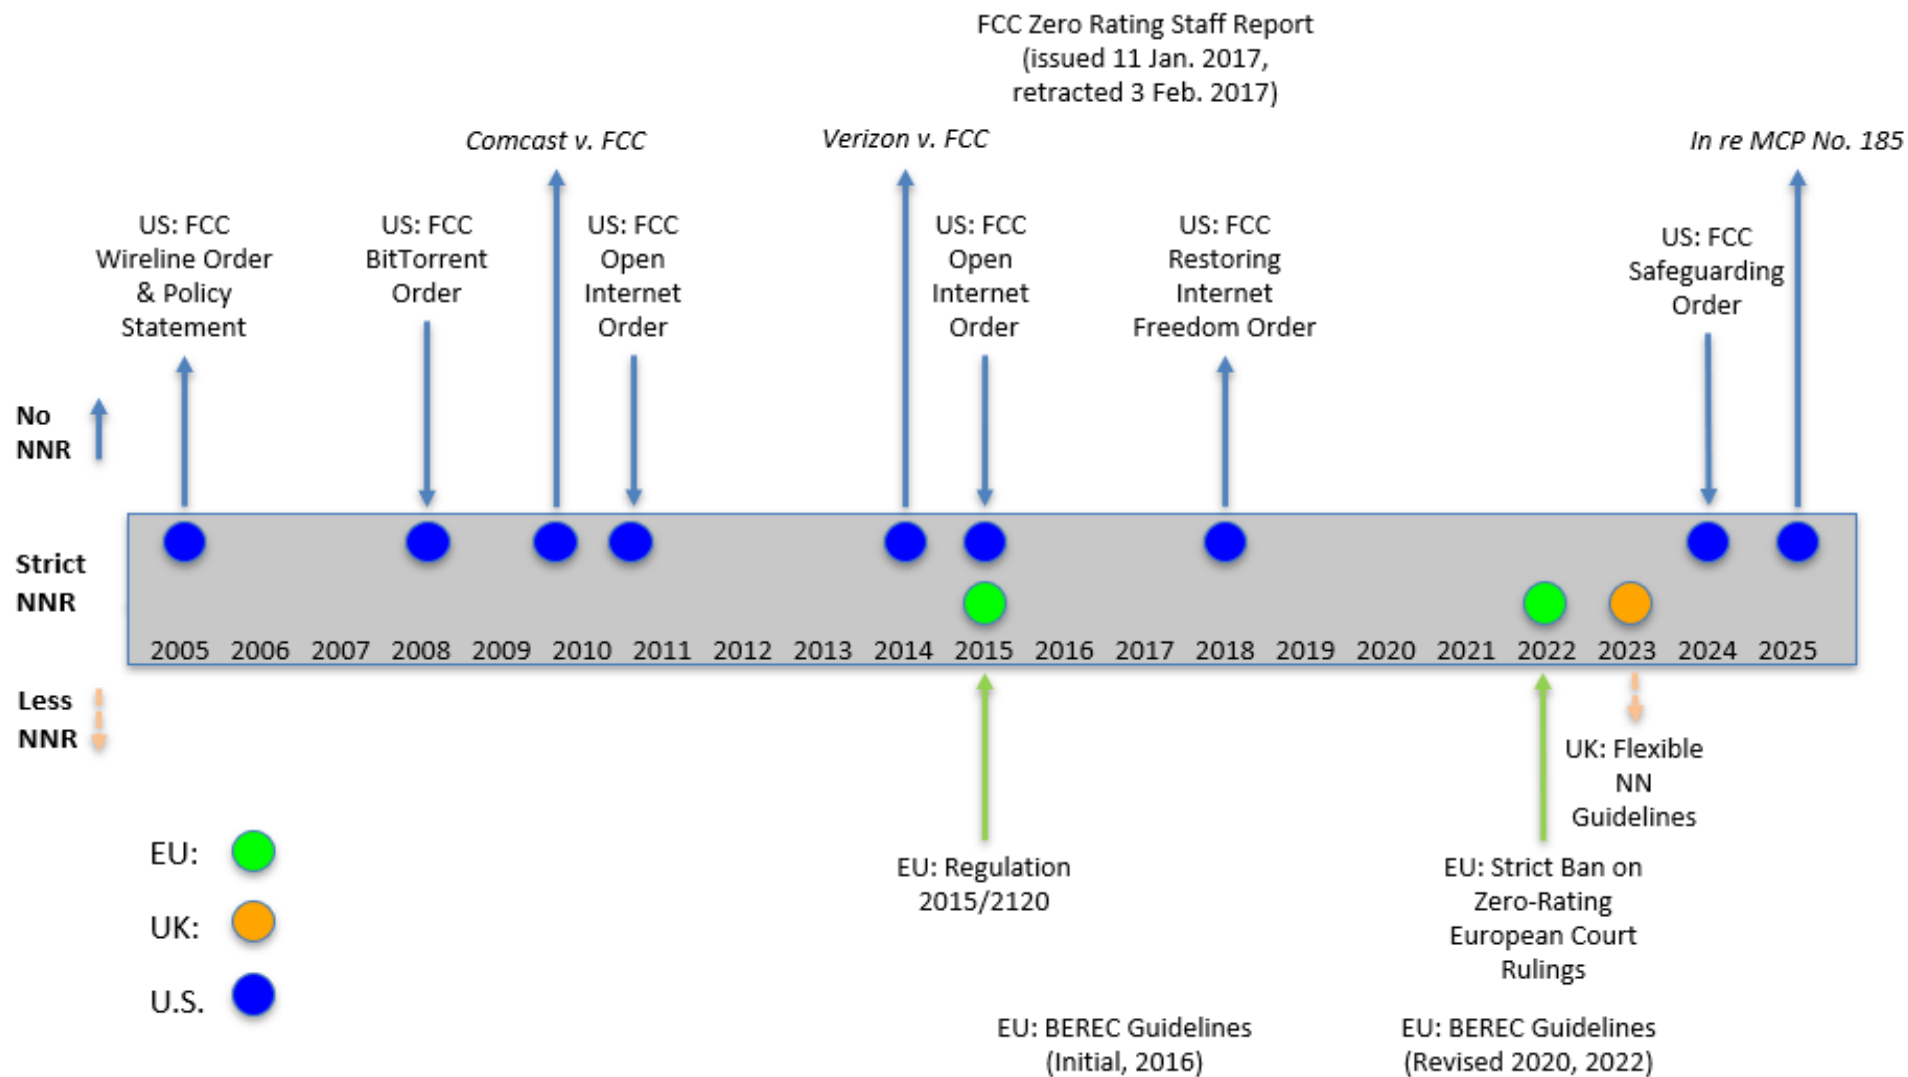 FCC Zero Rating Staff Report
(issued 11 Jan. 2017,
retracted 3 Feb. 2017)
Comcast v. FCC
Verizon v. FCC
In re MCP No. 185
US: FCC
Wireline Order
& Policy
Statement
US: FCC
BitTorrent
Order
US: FCC
Open
Internet
Order
US: FCC
Open
Internet
Order
US: FCC
Restoring
Internet
Freedom Order
US: FCC
Safeguarding
Order
No
NNR
Strict
NNR
2005 2006 2007 2008 2009 2010 2011 2012 2013 2014 2015 2016 2017 2018 2019 2020 2021 2022 2023 2024 2025
Less
NNR
UK: Flexible
NN
Guidelines
EU: Regulation
2015/2120
EU: Strict Ban on
Zero-Rating
European Court
Rulings
EU:
UK:
U.S.
EU: BEREC Guidelines
(Initial, 2016)
EU: BEREC Guidelines
(Revised 2020, 2022)